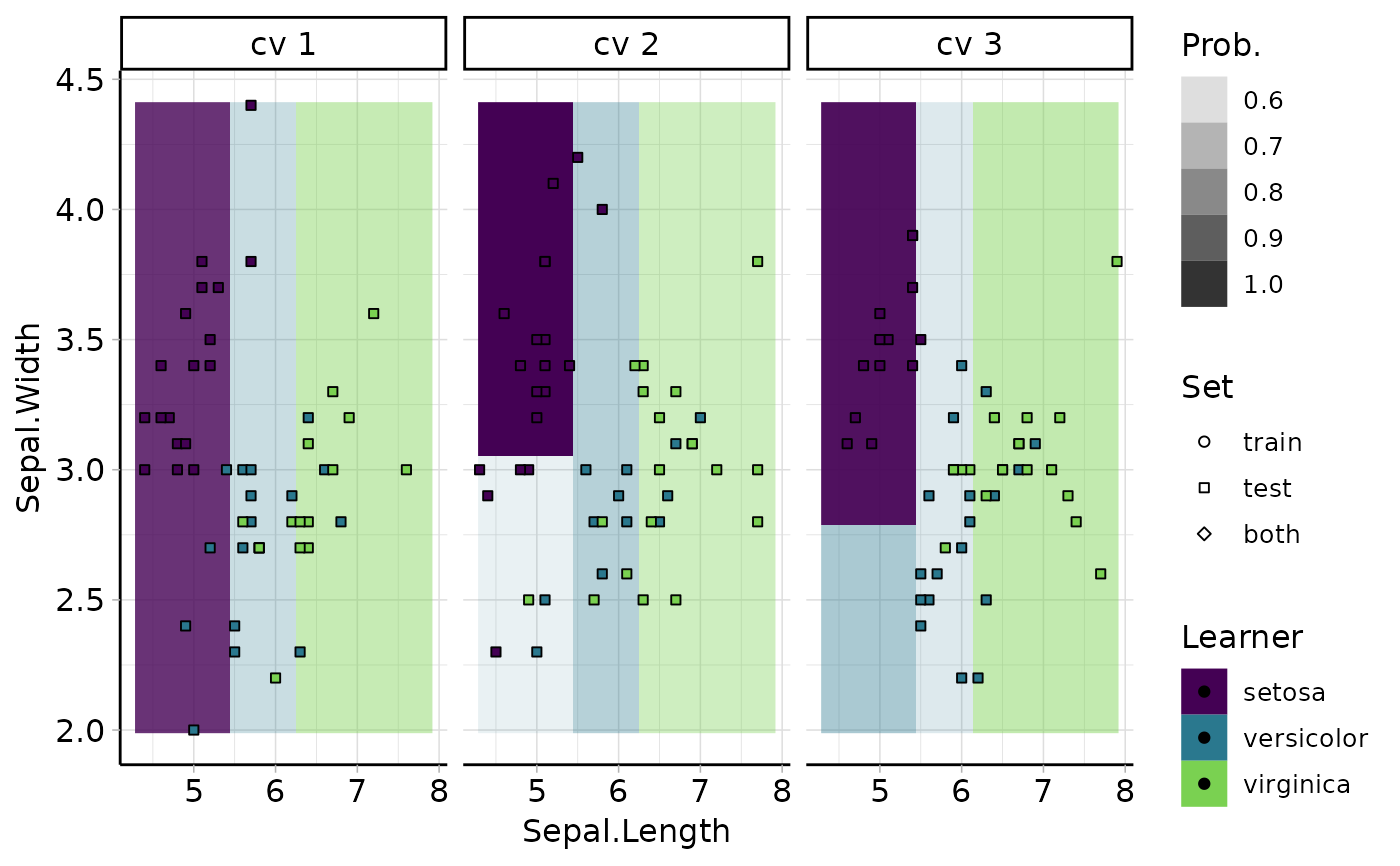 cv 1
cv 2
cv 3
4.5
4.0
3.5
3.0
2.5
2.0
Sepal.Width
5 6 7 8
5 6 7 8
5 6 7 8
Sepal.Length
Prob.
0.6
0.7
0.8
0.9
1.0
Set
train
test
both
Learner
setosa
versicolor
virginica